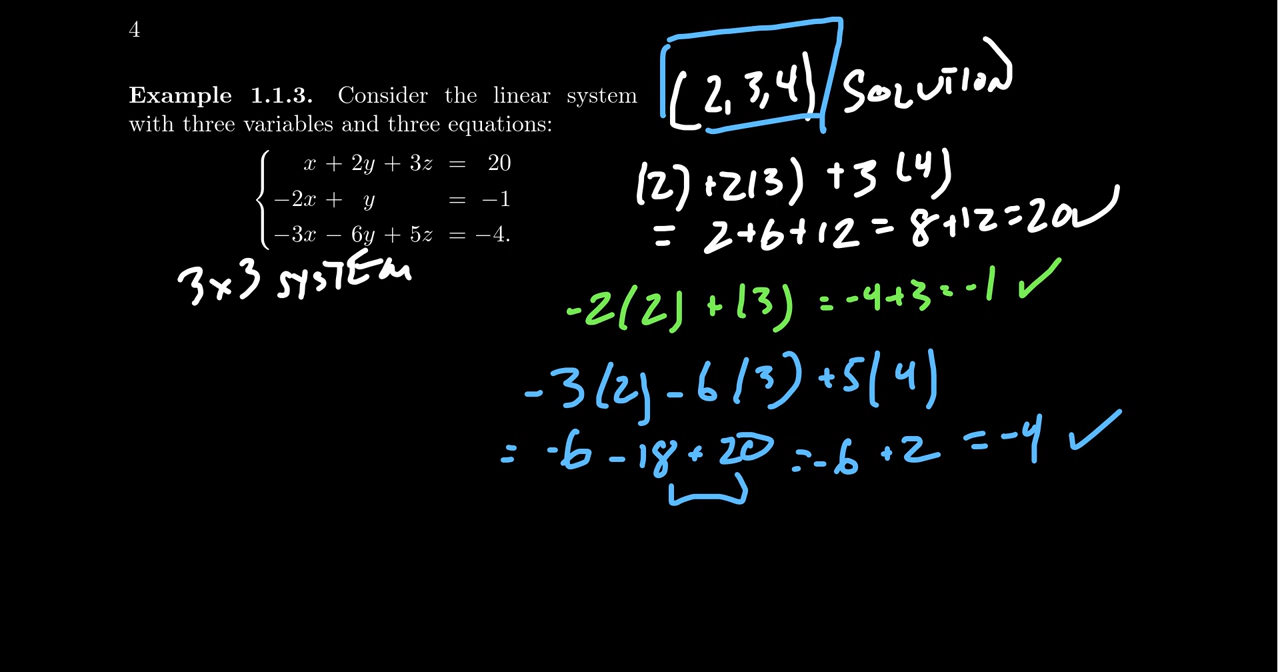 4
Example 1.1.3. Consider the linear system
with three variables and three equations:
x + 2y + 3z = 20
−2x + y = −1
−3x − 6y + 5z = −4.
3x3 SYSTEM
(2,3,4) SOLUTION
(2)+2(3) +3(4)
= 2+6+12 = 8+12=20✓
-2(2) + (3) = -4+3=-1 ✓
-3(2) - 6(3) +5(4)
= -6 - 18 + 20 = -6 +2 = -4 ✓